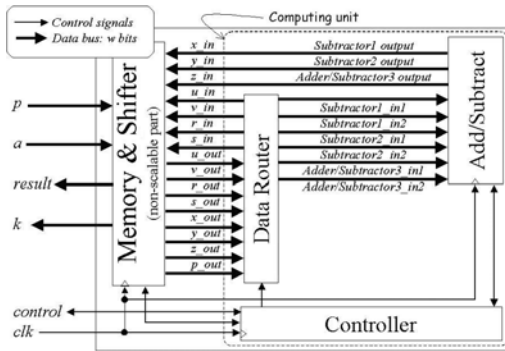 Control signals
Data bus: w bits
Computing unit
p
a
result
k
control
clk
Memory & Shifter
(non-scalable part)
x_in
y_in
z_in
u_in
v_in
r_in
s_in
u_out
v_out
r_out
s_out
x_out
y_out
z_out
p_out
Data Router
Subtractor1 output
Subtractor2 output
Adder/Subtractor3 output
Subtractor1_in1
Subtractor1_in2
Subtractor2_in1
Subtractor2_in2
Adder/Subtractor3_in1
Adder/Subtractor3_in2
Add/Subtract
Controller